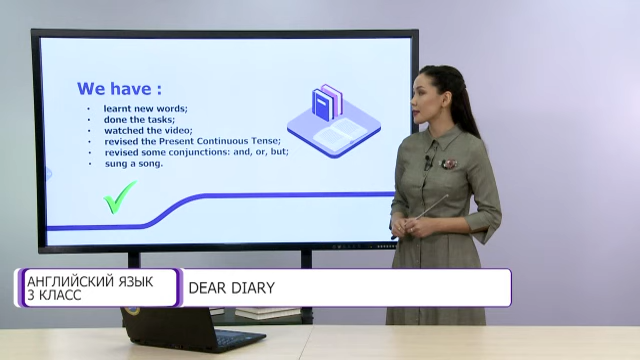 We have :
• learnt new words;
• done the tasks;
• watched the video;
• revised the Present Continuous Tense;
• revised some conjunctions: and, or, but;
• sung a song.
АНГЛИЙСКИЙ ЯЗЫК
3 КЛАСС
DEAR DIARY